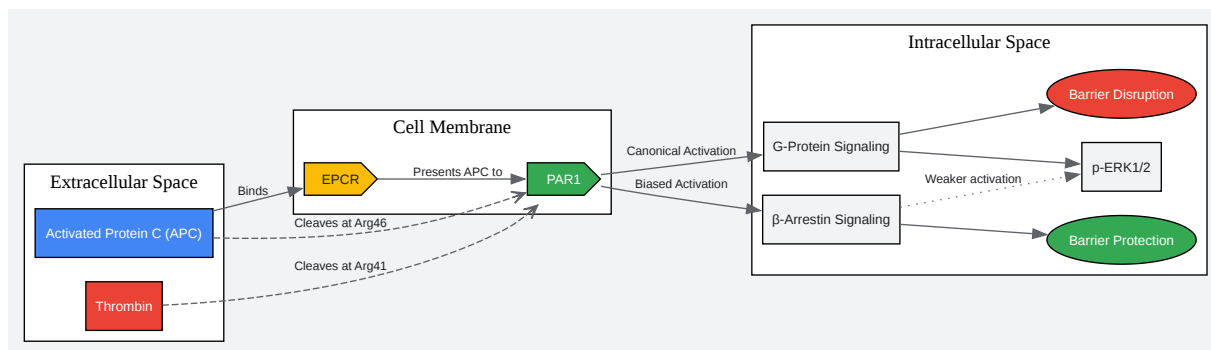 Extracellular Space
Activated Protein C (APC)
Thrombin
Binds
Cell Membrane
EPCR
Presents APC to
PAR1
Cleaves at Arg46
Cleaves at Arg41
Canonical Activation
Biased Activation
Intracellular Space
G-Protein Signaling
β-Arrestin Signaling
Weaker activation
Barrier Disruption
p-ERK1/2
Barrier Protection